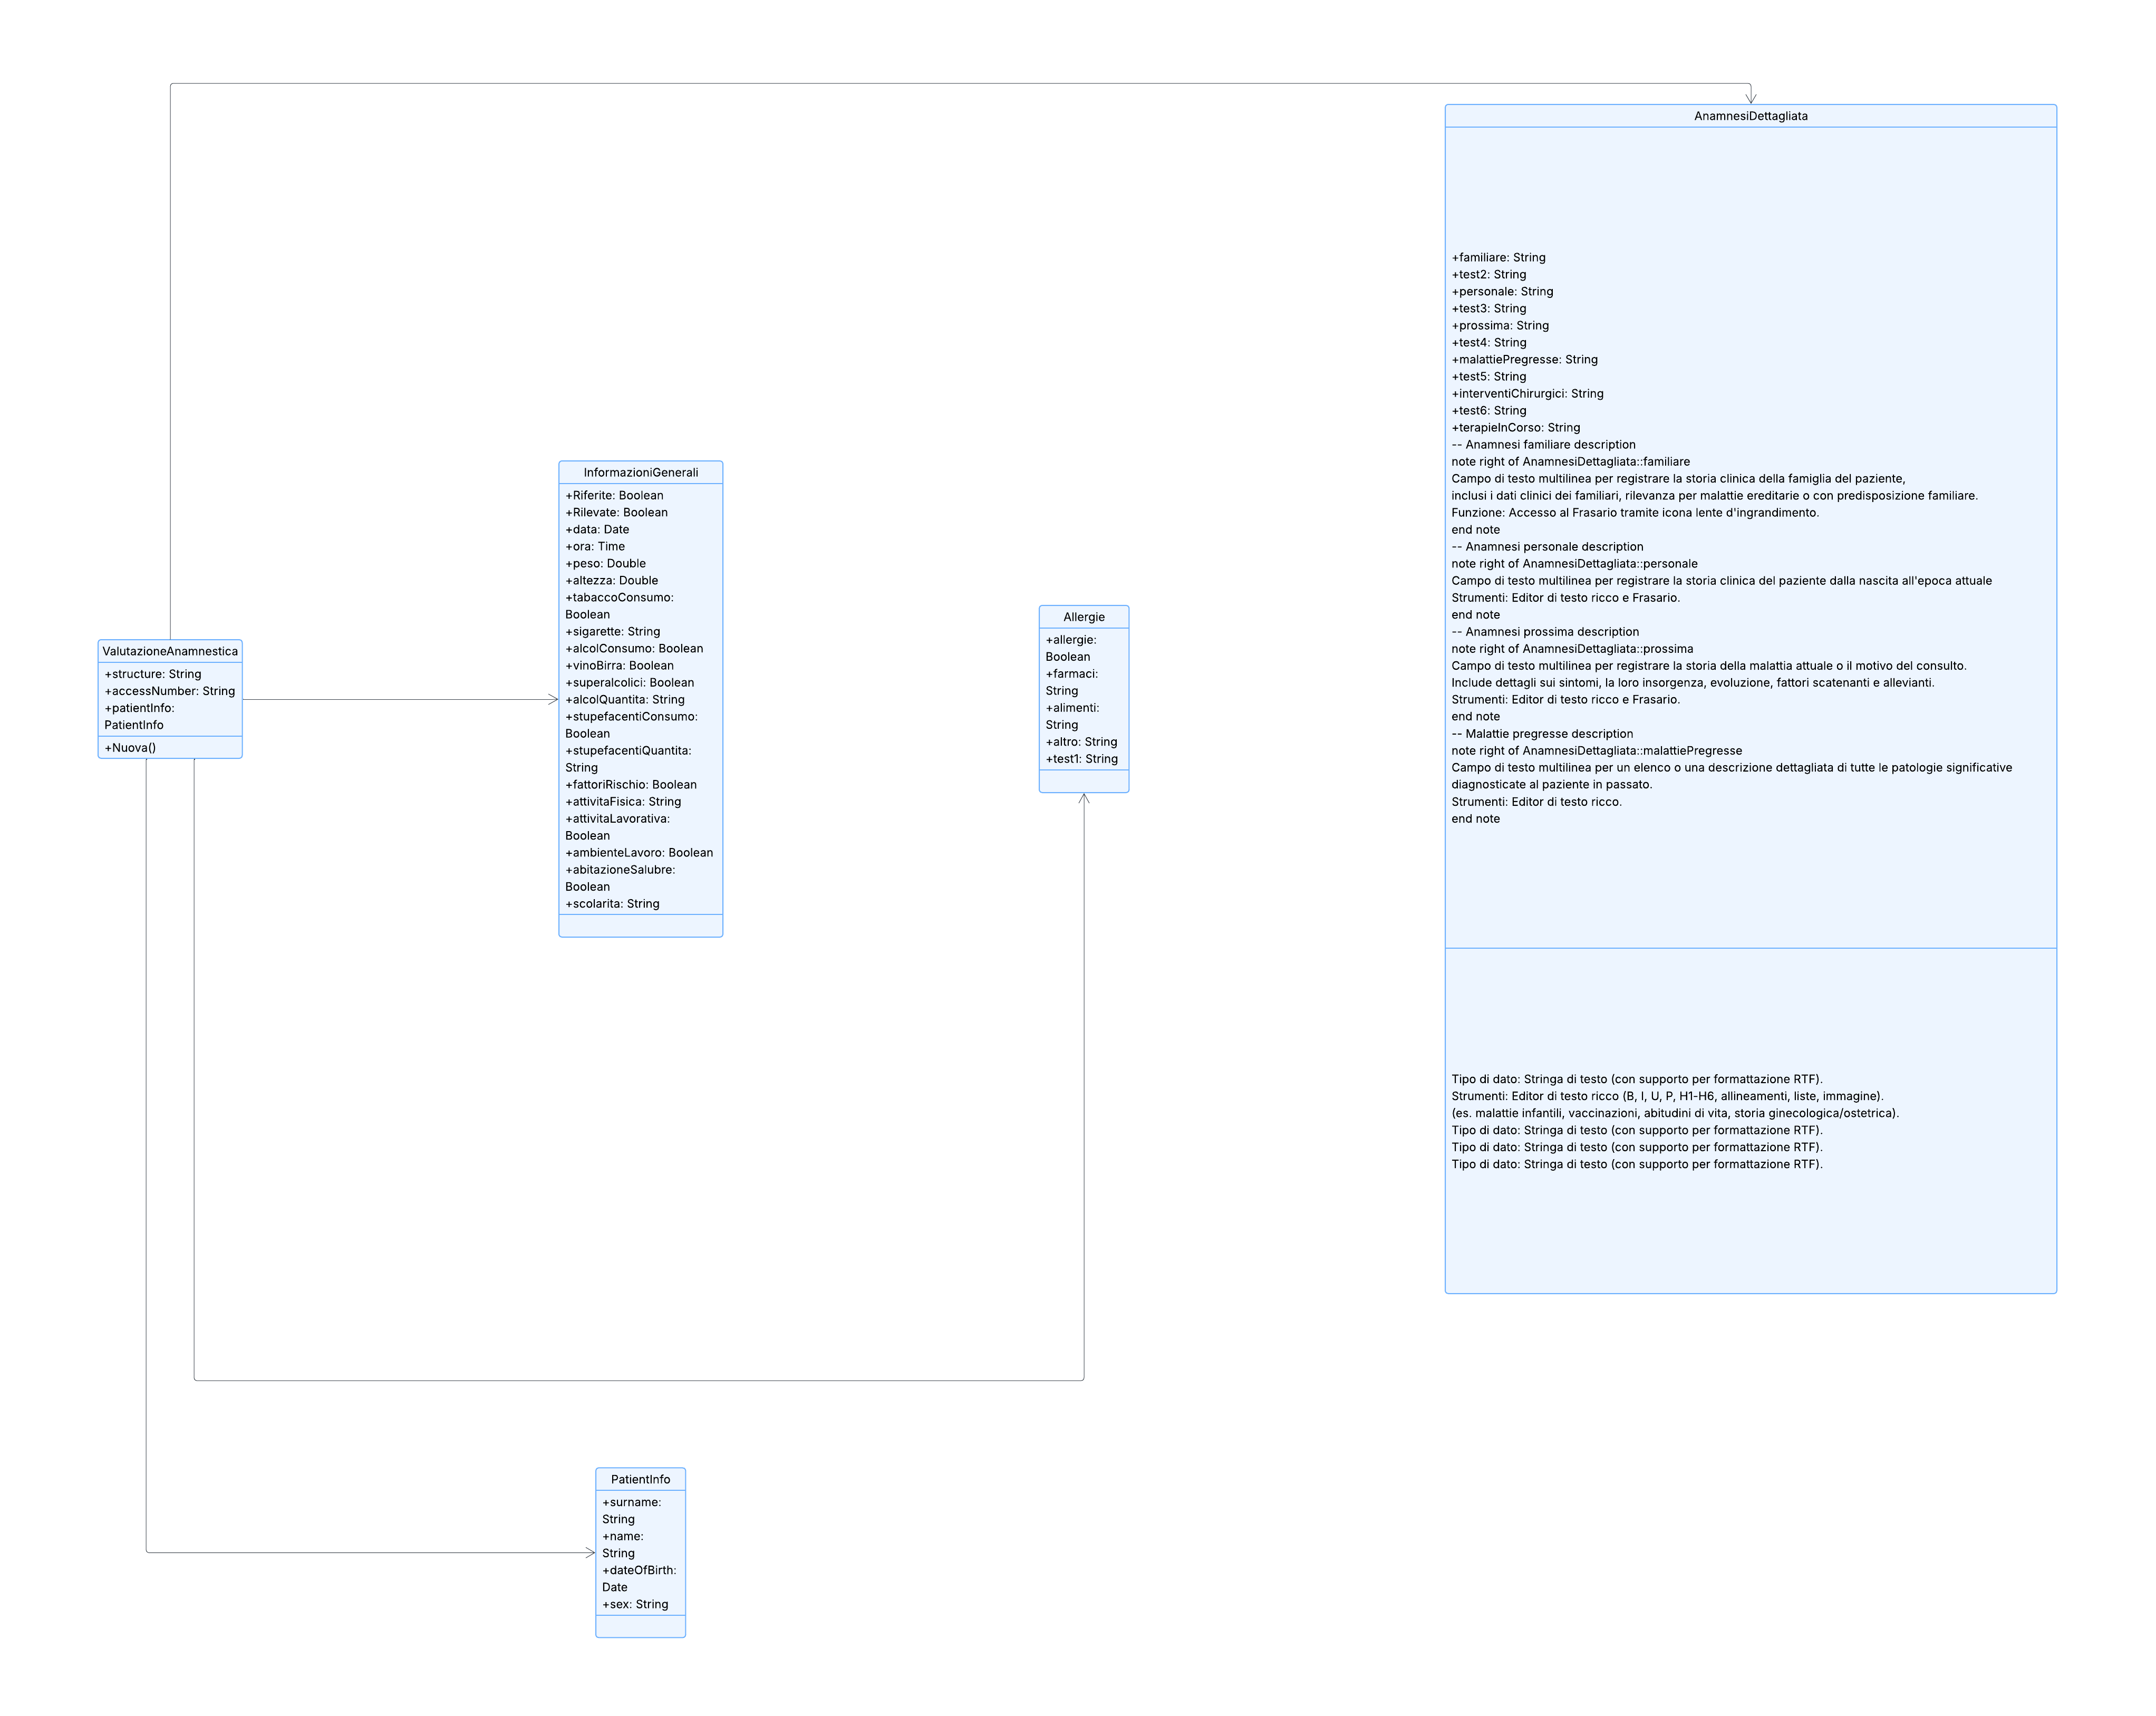 ValutazioneAnamnestica
+structure: String
+accessNumber: String
+patientInfo:
PatientInfo
+Nuova()
InformazioniGenerali
+Riferite: Boolean
+Rilevate: Boolean
+data: Date
+ora: Time
+peso: Double
+altezza: Double
+tabaccoConsumo:
Boolean
+sigarette: String
+alcolConsumo: Boolean
+vinoBirra: Boolean
+superalcolici: Boolean
+alcolQuantita: String
+stupefacentiConsumo:
Boolean
+stupefacentiQuantita:
String
+fattoriRischio: Boolean
+attivitaFisica: String
+attivitaLavorativa:
Boolean
+ambienteLavoro: Boolean
+abitazioneSalubre:
Boolean
+scolarita: String
Allergie
+allergie:
Boolean
+farmaci:
String
+alimenti:
String
+altro: String
+test1: String
AnamnesiDettagliata
+familiare: String
+test2: String
+personale: String
+test3: String
+prossima: String
+test4: String
+malattiePregresse: String
+test5: String
+interventiChirurgici: String
+test6: String
+terapieInCorso: String
-- Anamnesi familiare description
note right of AnamnesiDettagliata::familiare
Campo di testo multilinea per registrare la storia clinica della famiglia del paziente,
inclusi i dati clinici dei familiari, rilevanza per malattie ereditarie o con predisposizione familiare.
Funzione: Accesso al Frasario tramite icona lente d'ingrandimento.
end note
-- Anamnesi personale description
note right of AnamnesiDettagliata::personale
Campo di testo multilinea per registrare la storia clinica del paziente dalla nascita all'epoca attuale
Strumenti: Editor di testo ricco e Frasario.
end note
-- Anamnesi prossima description
note right of AnamnesiDettagliata::prossima
Campo di testo multilinea per registrare la storia della malattia attuale o il motivo del consulto.
Include dettagli sui sintomi, la loro insorgenza, evoluzione, fattori scatenanti e allevianti.
Strumenti: Editor di testo ricco e Frasario.
end note
-- Malattie pregresse description
note right of AnamnesiDettagliata::malattiePregresse
Campo di testo multilinea per un elenco o una descrizione dettagliata di tutte le patologie significative
diagnosticate al paziente in passato.
Strumenti: Editor di testo ricco.
end note
Tipo di dato: Stringa di testo (con supporto per formattazione RTF).
Strumenti: Editor di testo ricco (B, I, U, P, H1-H6, allineamenti, liste, immagine).
(es. malattie infantili, vaccinazioni, abitudini di vita, storia ginecologica/ostetrica).
Tipo di dato: Stringa di testo (con supporto per formattazione RTF).
Tipo di dato: Stringa di testo (con supporto per formattazione RTF).
Tipo di dato: Stringa di testo (con supporto per formattazione RTF).
PatientInfo
+surname:
String
+name:
String
+dateOfBirth:
Date
+sex: String